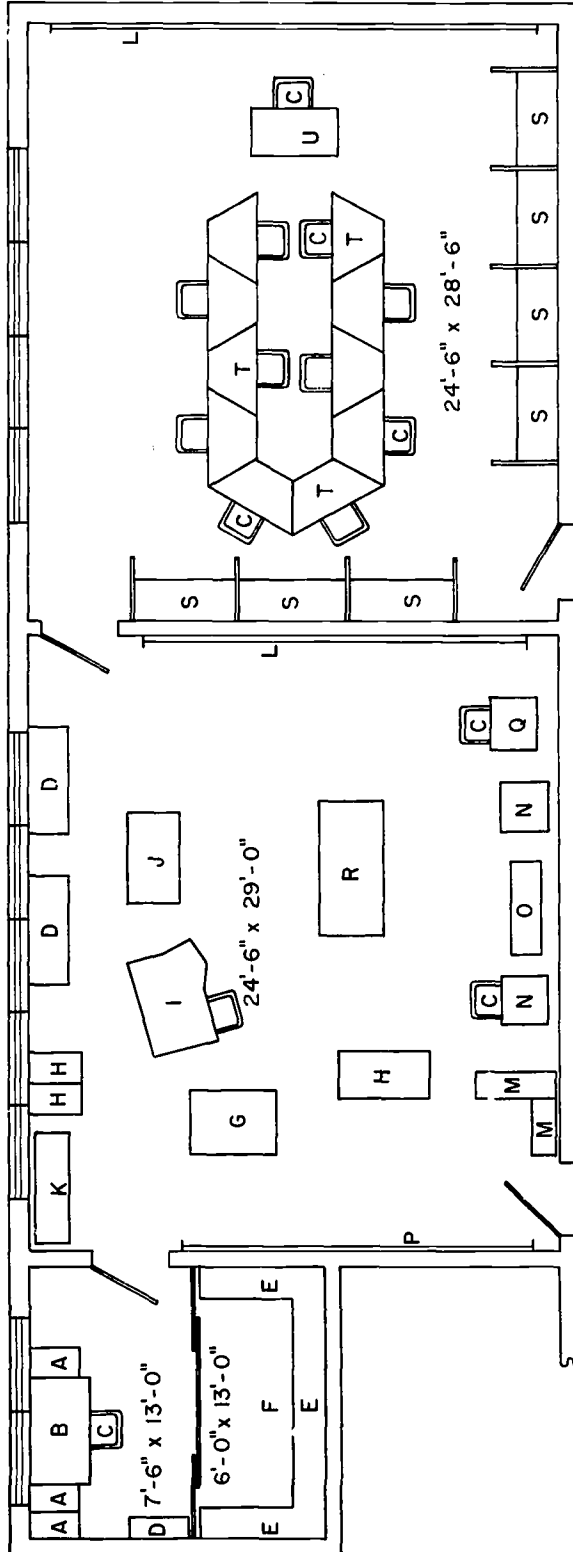 A
A
B
A
C
D
7'-6" x 13'-0"
6'-0" x 13'-0"
E
F
E
E
K
H
H
D
D
I
J
G
24'-6" x 29'-0"
L
R
H
P
C
C
M
M
N
O
N
Q
L
S
S
S
C
T
C
T
U
C
T
C
24'-6" x 28'-6"
S
S
S
S